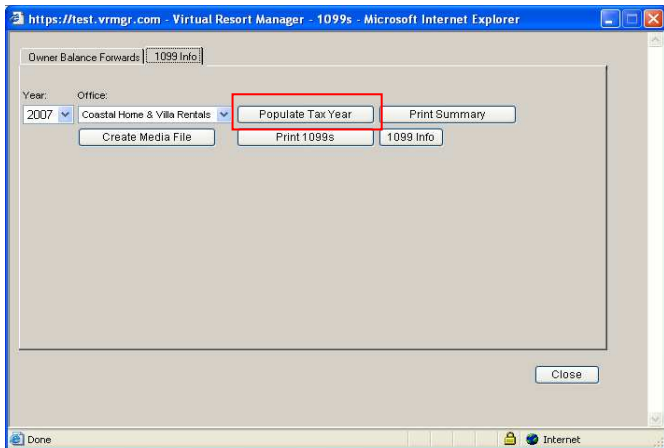 https://test.vrmgr.com - Virtual Resort Manager - 1099s - Microsoft Internet Explorer
Owner Balance Forwards 1099 Info
Year: Office:
2007 Coastal Home & Villa Rentals Populate Tax Year Print Summary
Create Media File Print 1099s 1099 Info
Close
Done Internet